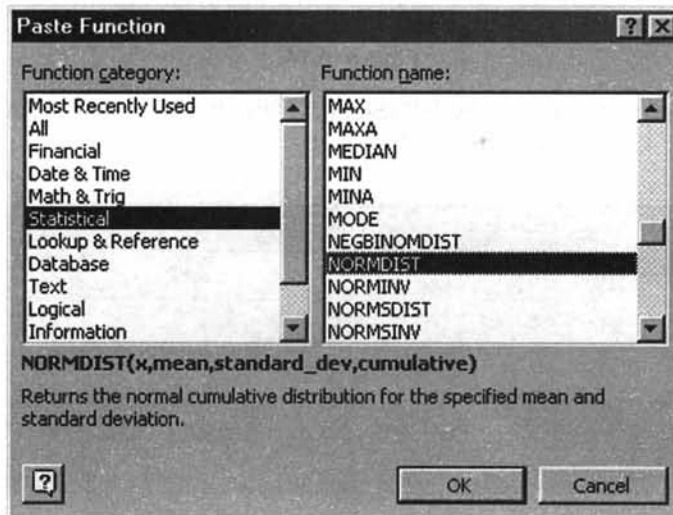 Paste Function
Function category:
Most Recently Used
All
Financial
Date & Time
Math & Trig
Statistical
Lookup & Reference
Database
Text
Logical
Information
Function name:
MAX
MAXA
MEDIAN
MIN
MINA
MODE
NEGBINOMDIST
NORMDIST
NORMINV
NORMSDIST
NORMSINV
NORMDIST(x,mean,standard_dev,cumulative)
Returns the normal cumulative distribution for the specified mean and
standard deviation.
OK
Cancel